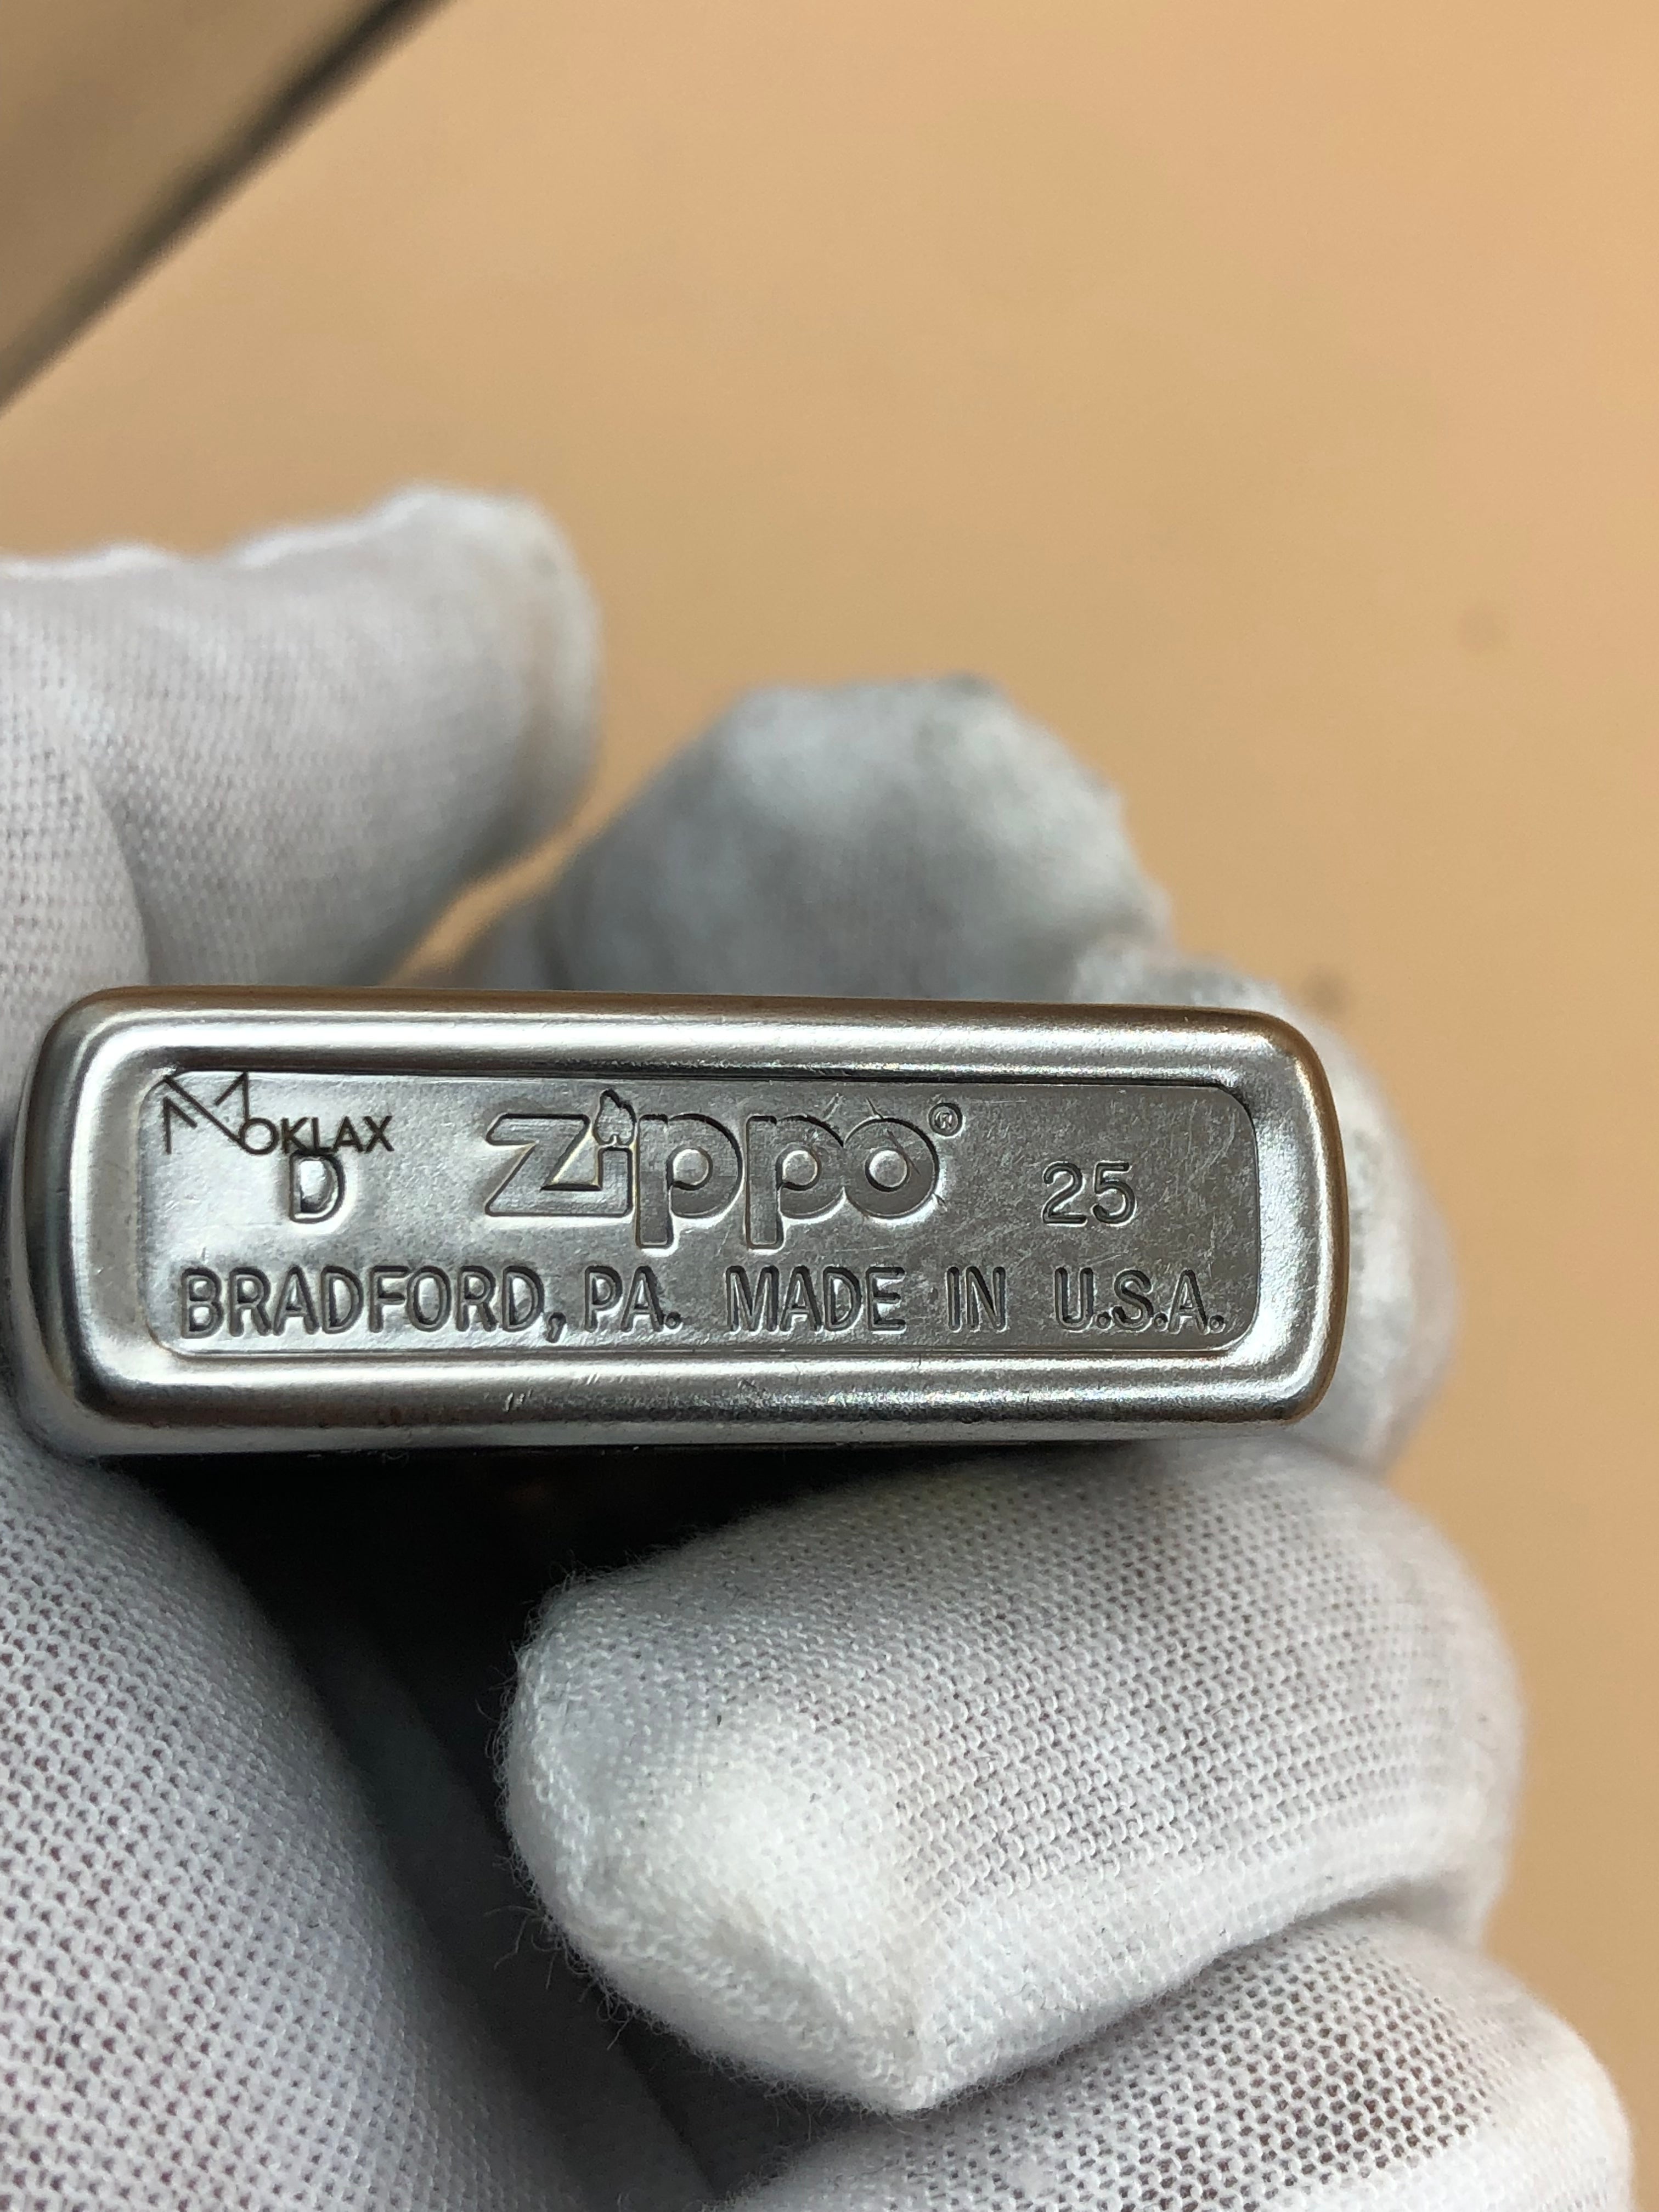 MOKLAX
D Zippo® 25
BRADFORD, PA. MADE IN U.S.A.